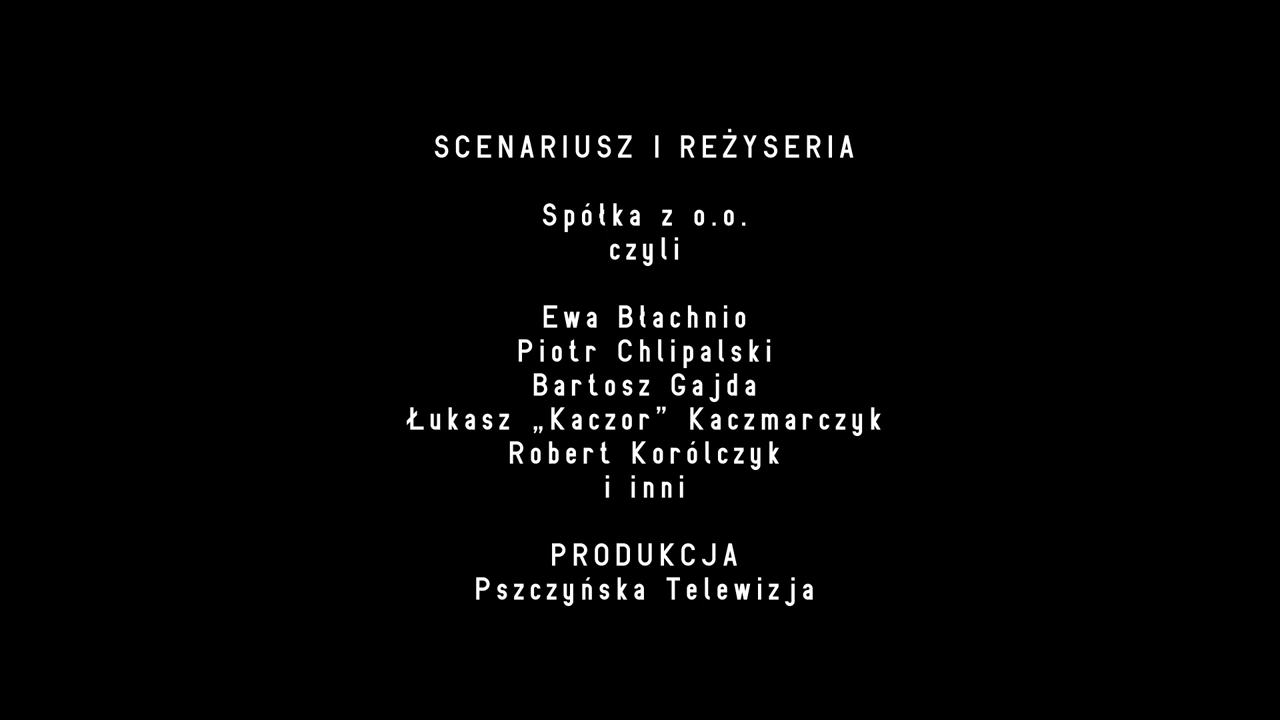 SCENARIUSZ I REŻYSERIA
Spółka z o.o.
czyli
Ewa Błachnio
Piotr Chlipalski
Bartosz Gajda
Łukasz „Kaczor” Kaczmarczyk
Robert Korólczyk
i inni
PRODUKCJA
Pszczyńska Telewizja